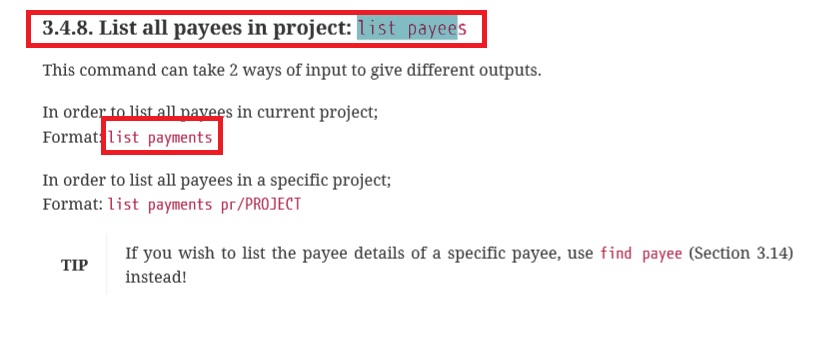 3.4.8. List all payees in project: list payees
This command can take 2 ways of input to give different outputs.
In order to list all payees in current project;
Format: list payments
In order to list all payees in a specific project;
Format: list payments pr/PROJECT
TIP
If you wish to list the payee details of a specific payee, use find payee (Section 3.14)
instead!